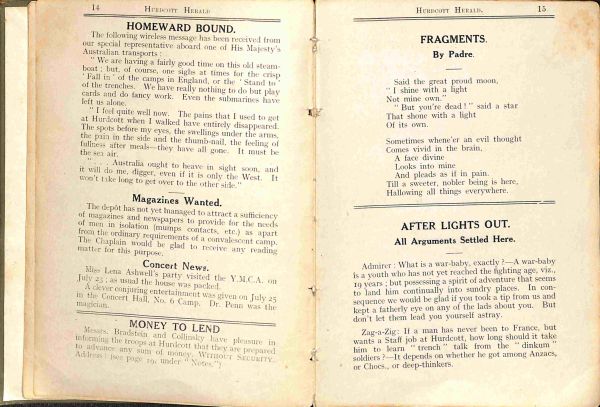 14
Hurdcott Herald
HOMEWARD BOUND.
The following wireless message has been received from
our special representative aboard one of His Majesty's
Australian transports :
" We are having a fairly good time on this old steam-
boat ; but, of course, one sighs at times for the crisp
' Fall in ' of the camps in England, or the ' Stand to '
of the trenches. We have really nothing to do but play
cards and do fancy work. Even the submarines have
left us alone.
" I feel quite well now. The pains that I used to get
at Hurdcott when I walked have entirely disappeared.
The spots before my eyes, the swellings under the arms,
the pain in the side and the thumb-nail, the feeling of
fullness after meals—they have all gone. It must be
the sea air.
" . . . Australia ought to heave in sight soon, and
it will do me, digger, even if it is only the West. It
won't take long to get over to the other side."
Magazines Wanted.
The depôt has not yet managed to attract a sufficiency
of magazines and newspapers to provide for the needs
of men in isolation (mumps contacts, etc.) as apart
from the ordinary requirements of a convalescent camp.
The Chaplain would be glad to receive any reading
matter for this purpose.
Concert News.
Miss Lena Ashwell's party visited the Y.M.C.A. on
July 23 ; as usual the house was packed.
A clever conjuring entertainment was given on July 25
in the Concert Hall, No. 6 Camp. Dr. Penn was the
magician.
MONEY TO LEND
Messrs. Bradstein and Collinsky have pleasure in
informing the troops at Hurdcott that they are prepared
to advance any sum of money, Without Security.
Address : (see page 19, under " Notes.")
Hurdcott Herald.
15
FRAGMENTS.
By Padre.
Said the great proud moon,
" I shine with a light
Not mine own."
" But you're dead ! " said a star
That shone with a light
Of its own.
Sometimes whene'er an evil thought
Comes vivid in the brain,
A face divine
Looks into mine
And pleads as if in pain.
Till a sweeter, nobler being is here,
Hallowing all things everywhere.
AFTER LIGHTS OUT.
All Arguments Settled Here.
Admirer : What is a war-baby, exactly ?—A war-baby
is a youth who has not yet reached the fighting age, viz.,
19 years ; but possessing a spirit of adventure that seems
to land him continually into sundry places. In con-
sequence we would be glad if you took a tip from us and
kept a fatherly eye on any of the lads about you. But
don't let them lead you yourself astray.
Zag-a-Zig : If a man has never been to France, but
wants a Staff job at Hurdcott, how long should it take
him to learn " trench " talk from the " dinkum "
soldiers ?—It depends on whether he got among Anzacs,
or Chocs., or deep-thinkers.